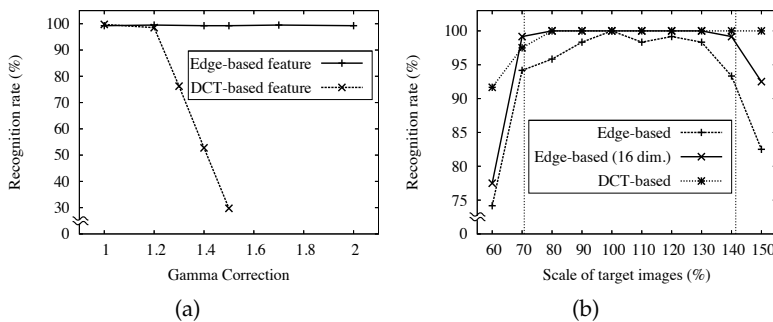 Recognition rate (%)
100
90
80
70
60
50
40
30
0
1
1.2
1.4
1.6
1.8
2
Gamma Correction
Edge-based feature
DCT-based feature
(a)
Recognition rate (%)
100
95
90
85
80
75
0
60
70
80
90
100
110
120
130
140
150
Scale of target images (%)
Edge-based
Edge-based (16 dim.)
DCT-based
(b)